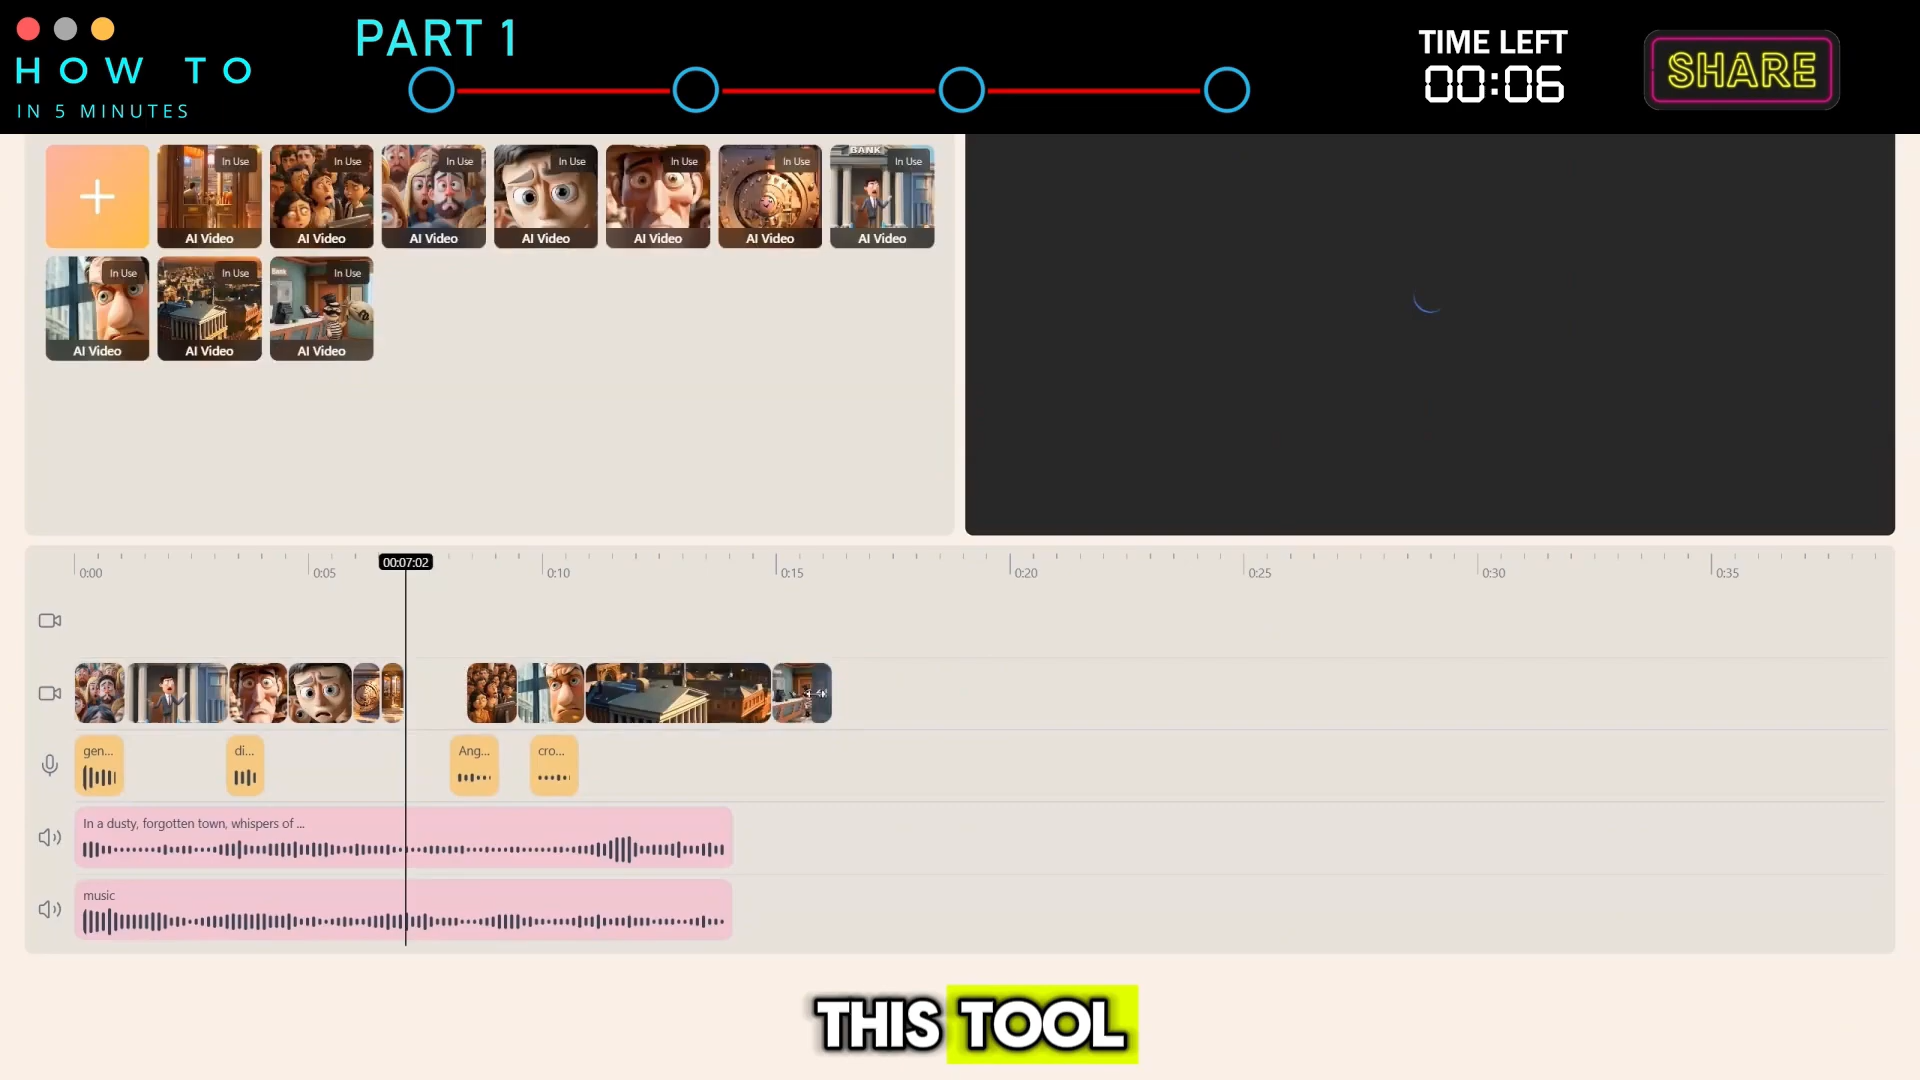 HOW TO
IN 5 MINUTES
PART 1
TIME LEFT
00:06
SHARE
In Use
In Use
In Use
In Use
In Use
In Use
BANK
In Use
AI Video
AI Video
AI Video
AI Video
AI Video
AI Video
AI Video
In Use
In Use
Bank
In Use
AI Video
AI Video
AI Video
00:07:02
0:00
0:05
0:10
0:15
0:20
0:25
0:30
0:35
gen...
di...
Ang...
cro...
In a dusty, forgotten town, whispers of ...
music
THIS TOOL